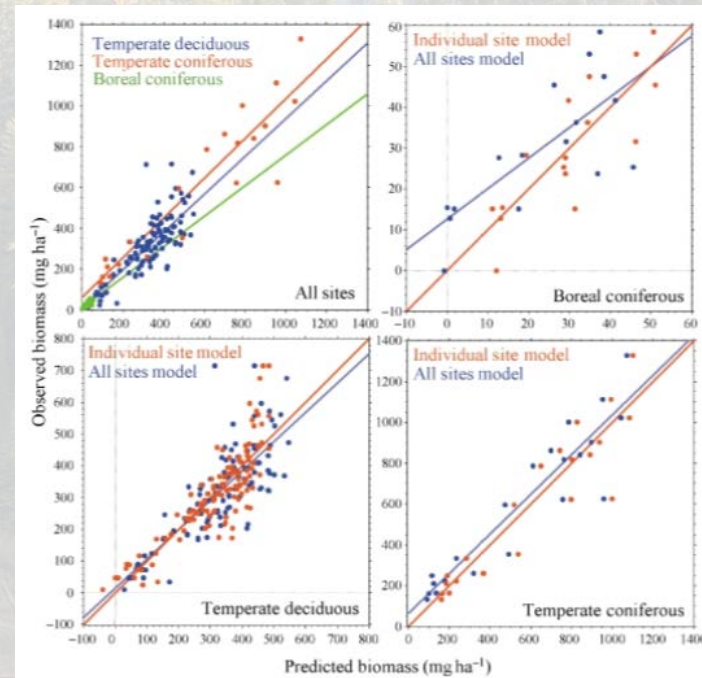 Observed biomass (mg ha⁻¹)
1400
1200
1000
800
600
400
200
0
Temperate deciduous
Temperate coniferous
Boreal coniferous
All sites
0 200 400 600 800 1000 1200 1400
60
50
40
30
20
10
0
−10
Individual site model
All sites model
Boreal coniferous
−10 0 10 20 30 40 50 60
800
700
600
500
400
300
200
100
0
−100
Individual site model
All sites model
Temperate deciduous
−100 0 100 200 300 400 500 600 700 800
1400
1200
1000
800
600
400
200
0
Individual site model
All sites model
Temperate coniferous
0 200 400 600 800 1000 1200 1400
Predicted biomass (mg ha⁻¹)